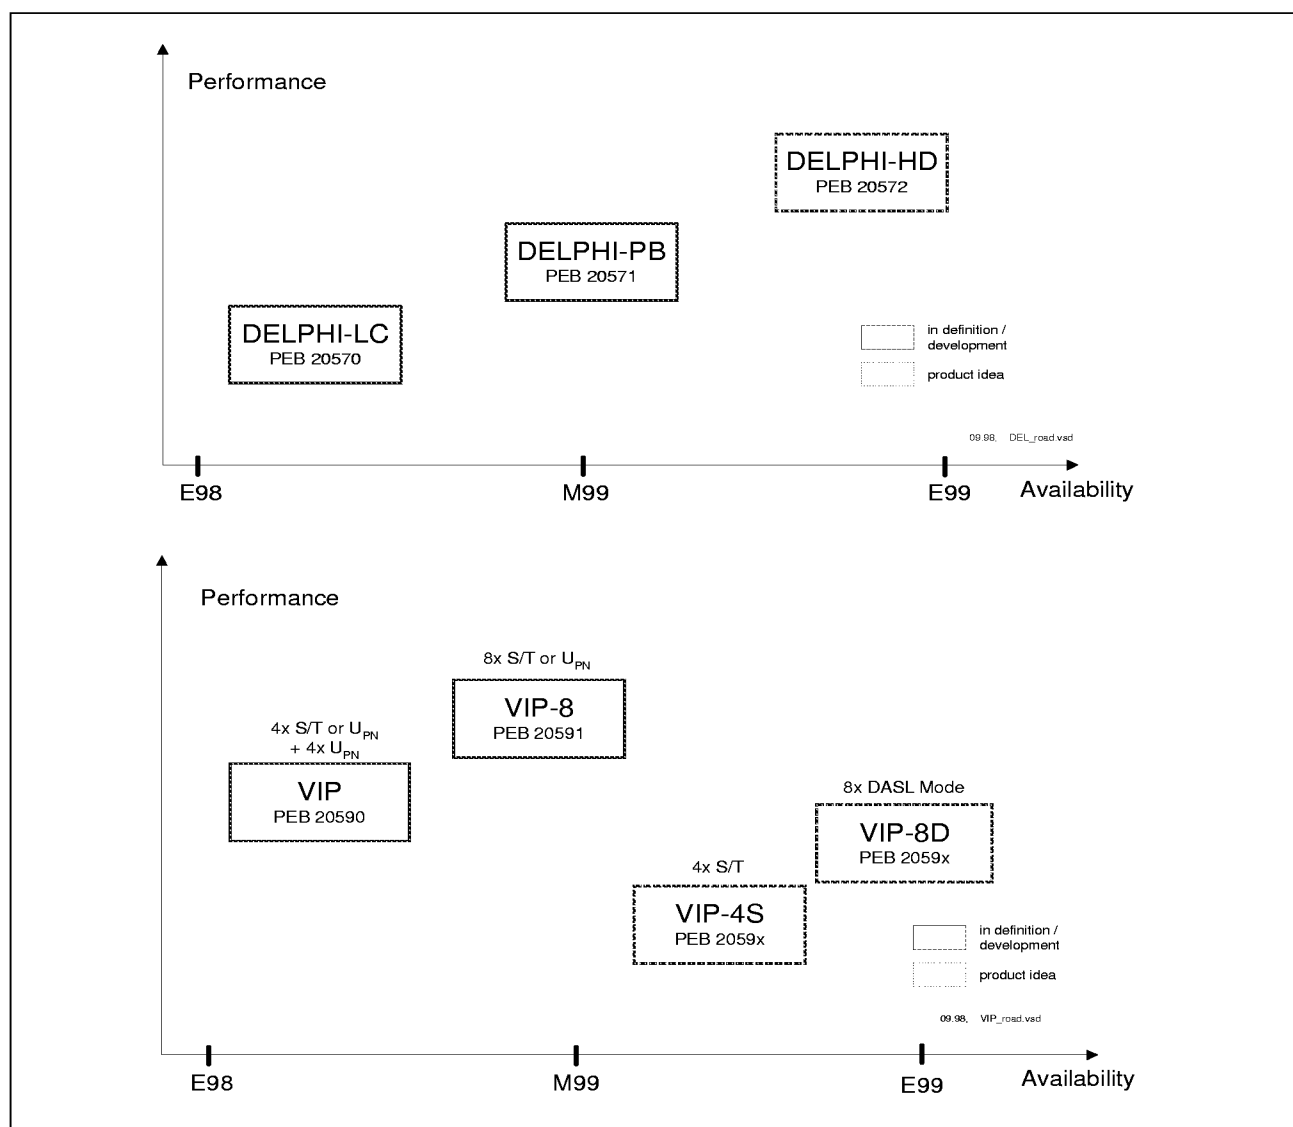 Performance
DELPHI-HD
PEB 20572
DELPHI-PB
PEB 20571
DELPHI-LC
PEB 20570
in definition /
development
product idea
09.98, DEL_road.vsd
E98 M99 E99 Availability
Performance
8x S/T or UPN
VIP-8
PEB 20591
4x S/T or UPN
+ 4x UPN
VIP
PEB 20590
8x DASL Mode
VIP-8D
PEB 2059x
4x S/T
VIP-4S
PEB 2059x
in definition /
development
product idea
09.98, VIP_road.vsd
E98 M99 E99 Availability